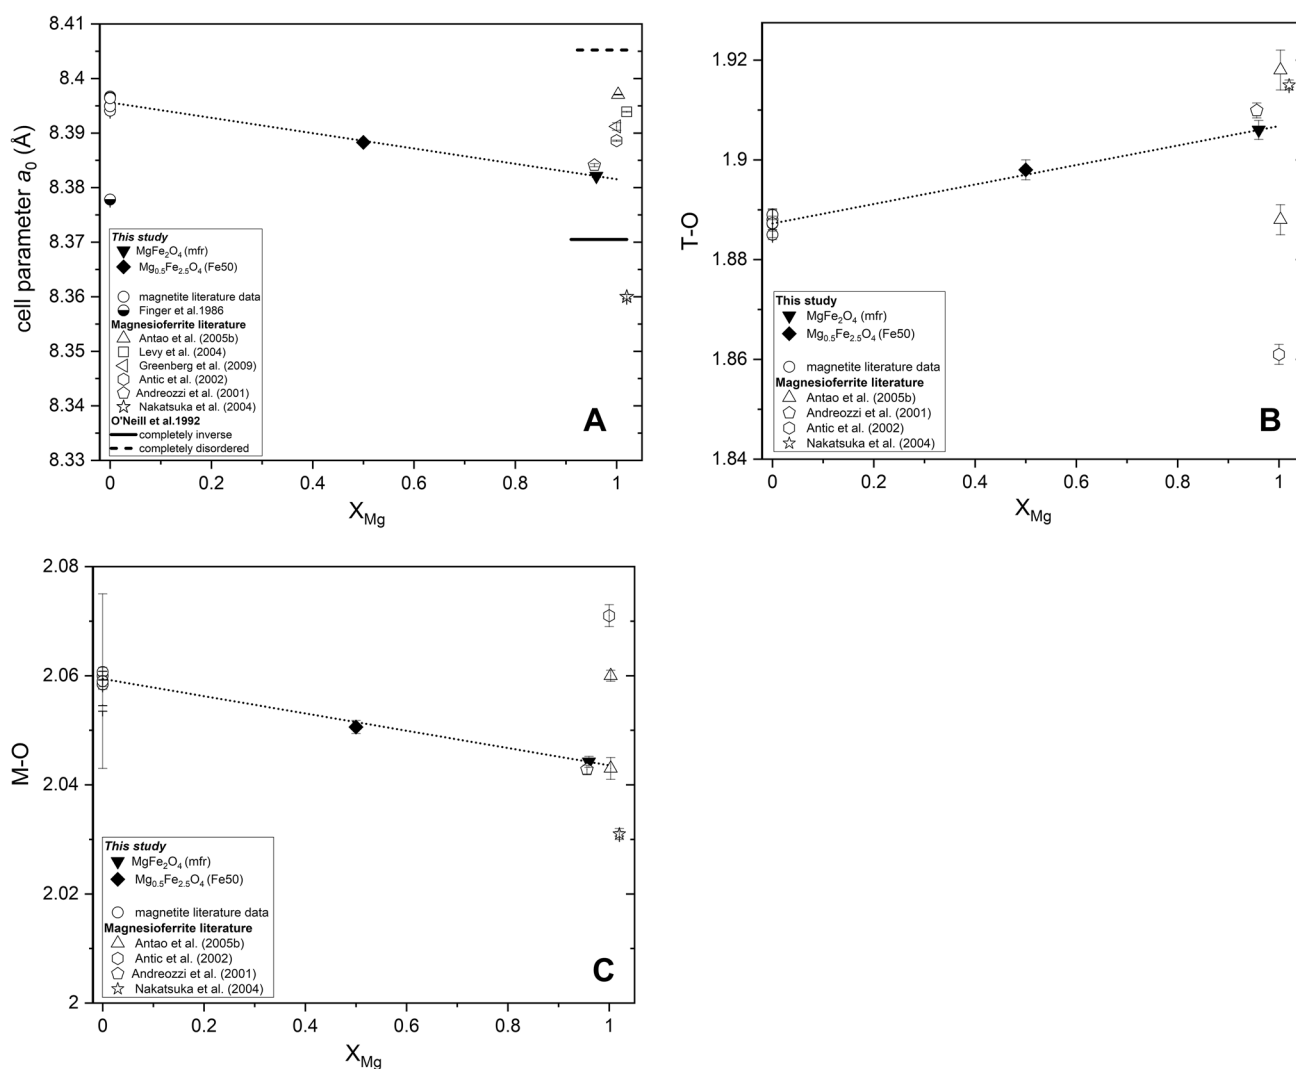 8.41
8.4
8.39
8.38
8.37
8.36
8.35
8.34
8.33
cell parameter a0 (Å)
This study
MgFe2O4 (mfr)
Mg0.5Fe2.5O4 (Fe50)
magnetite literature data
Finger et al.1986
Magnesioferrite literature
Antao et al. (2005b)
Levy et al. (2004)
Greenberg et al. (2009)
Antic et al. (2002)
Andreozzi et al. (2001)
Nakatsuka et al. (2004)
O'Neill et al.1992
completely inverse
completely disordered
A
0 0.2 0.4 0.6 0.8 1
XMg
1.92
1.9
1.88
1.86
1.84
T-O
This study
MgFe2O4 (mfr)
Mg0.5Fe2.5O4 (Fe50)
magnetite literature data
Magnesioferrite literature
Antao et al. (2005b)
Andreozzi et al. (2001)
Antic et al. (2002)
Nakatsuka et al. (2004)
B
0 0.2 0.4 0.6 0.8 1
XMg
2.08
2.06
2.04
2.02
2
M-O
This study
MgFe2O4 (mfr)
Mg0.5Fe2.5O4 (Fe50)
magnetite literature data
Magnesioferrite literature
Antao et al. (2005b)
Antic et al. (2002)
Andreozzi et al. (2001)
Nakatsuka et al. (2004)
C
0 0.2 0.4 0.6 0.8 1
XMg